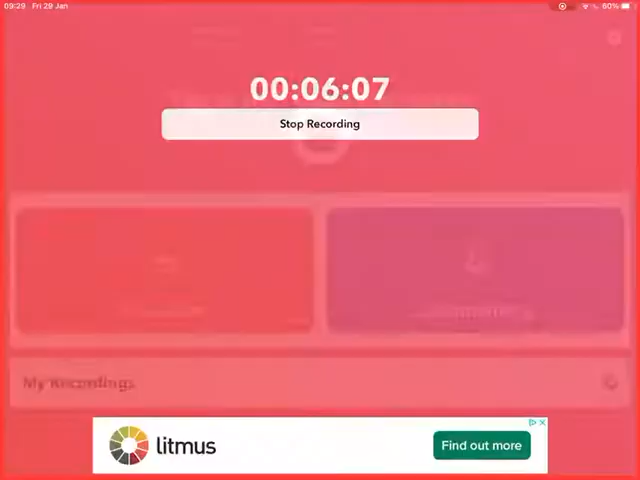 09:29 Fri 29 Jan
60%
00:06:07
Stop Recording
My Recordings
litmus
Find out more